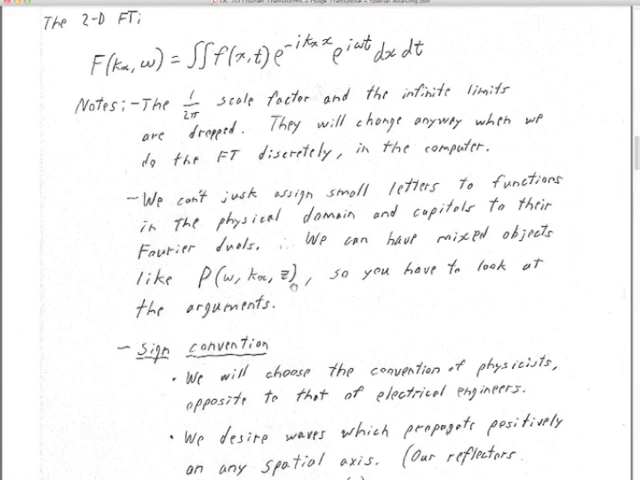 The 2-D FT:
F(kx, ω) = ∫∫ f(x,t) e^{-ikx x} e^{iωt} dx dt
Notes: - The 1/2π scale factor and the infinite limits
are dropped. They will change anyway when we
do the FT discretely, in the computer.
- We can't just assign small letters to functions
in the physical domain and capitals to their
Fourier duals. ∴ We can have mixed objects
like P(ω, kx, z), so you have to look at
the arguments.
- Sign convention
• We will choose the convention of physicists,
opposite to that of electrical engineers.
• We desire waves which propagate positively
on any spatial axis. (Our reflectors